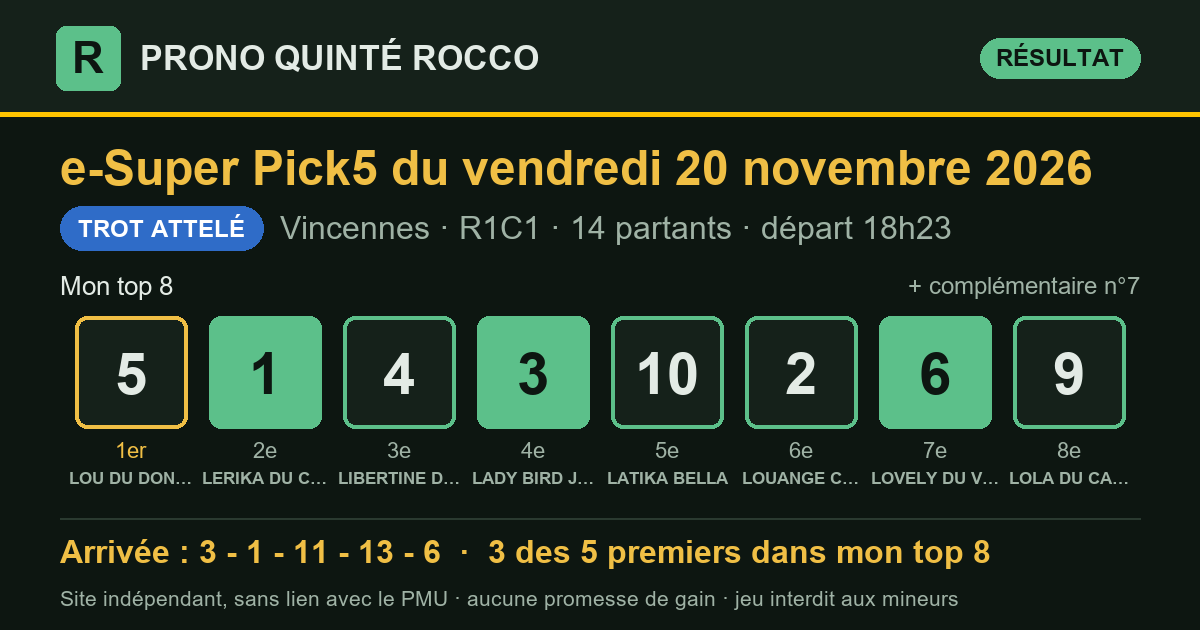 R PRONO QUINTÉ ROCCO RÉSULTAT
e-Super Pick5 du vendredi 20 novembre 2026
TROT ATTELÉ Vincennes · R1C1 · 14 partants · départ 18h23
Mon top 8 + complémentaire n°7
5 1 4 3 10 2 6 9
1er 2e 3e 4e 5e 6e 7e 8e
LOU DU DON... LERIKA DU C... LIBERTINE D... LADY BIRD J... LATIKA BELLA LOUANGE C... LOVELY DU V... LOLA DU CA...
Arrivée : 3 - 1 - 11 - 13 - 6 · 3 des 5 premiers dans mon top 8
Site indépendant, sans lien avec le PMU · aucune promesse de gain · jeu interdit aux mineurs